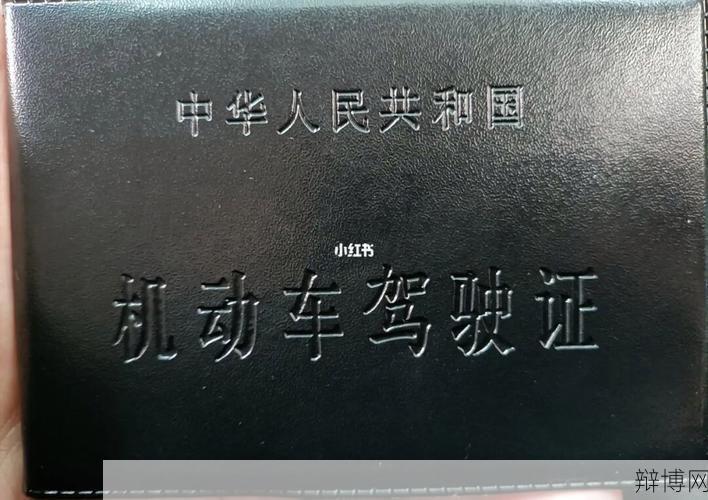 中华人民共和国
小红书
机动车驾驶证
辩博网